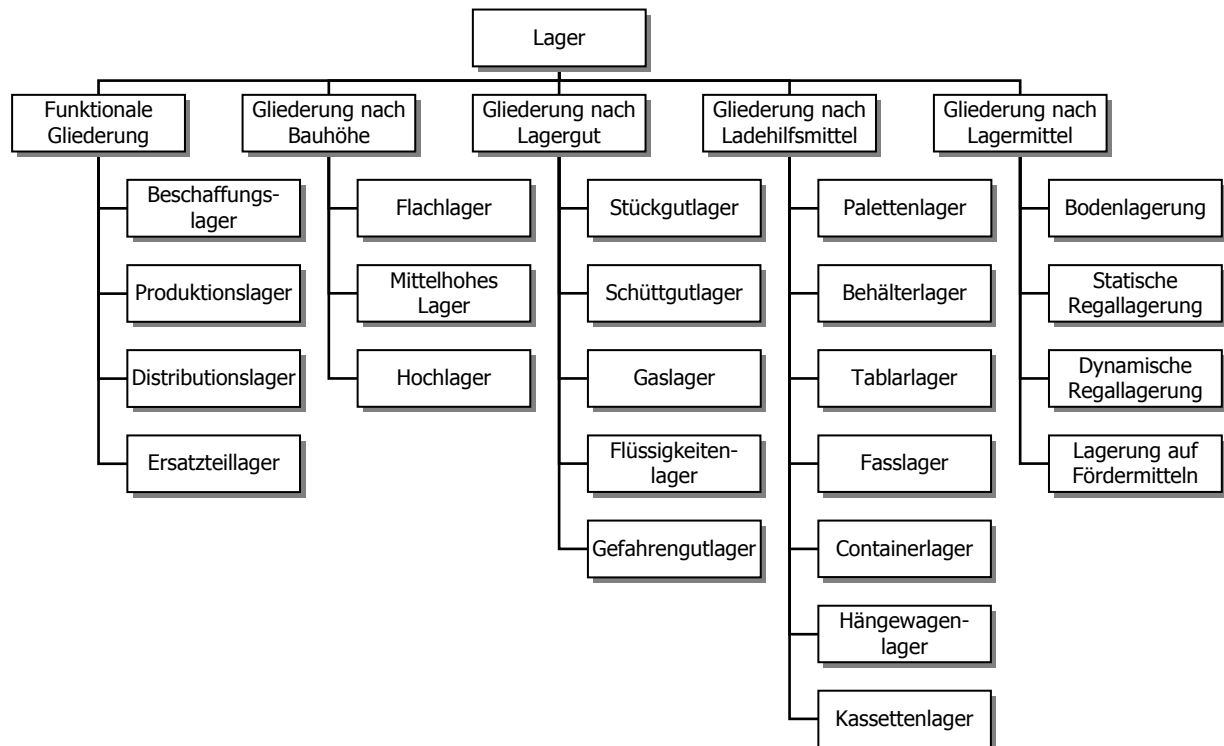 Lager
Funktionale
Gliederung
Gliederung nach
Bauhöhe
Gliederung nach
Lagergut
Gliederung nach
Ladehilfsmittel
Gliederung nach
Lagermittel
Beschaffungs-
lager
Produktionslager
Distributionslager
Ersatzteillager
Flachlager
Mittelhohes
Lager
Hochlager
Stückgutlager
Schüttgutlager
Gaslager
Flüssigkeiten-
lager
Gefahrengutlager
Palettenlager
Behälterlager
Tablarlager
Fasslager
Containerlager
Hängewagen-
lager
Kassettenlager
Bodenlagerung
Statische
Regallagerung
Dynamische
Regallagerung
Lagerung auf
Fördermitteln